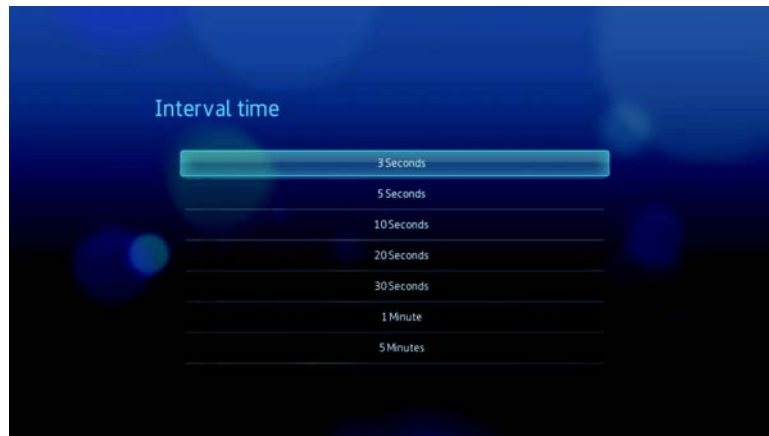 Interval time
3 Seconds
5 Seconds
10 Seconds
20 Seconds
30 Seconds
1 Minute
5 Minutes